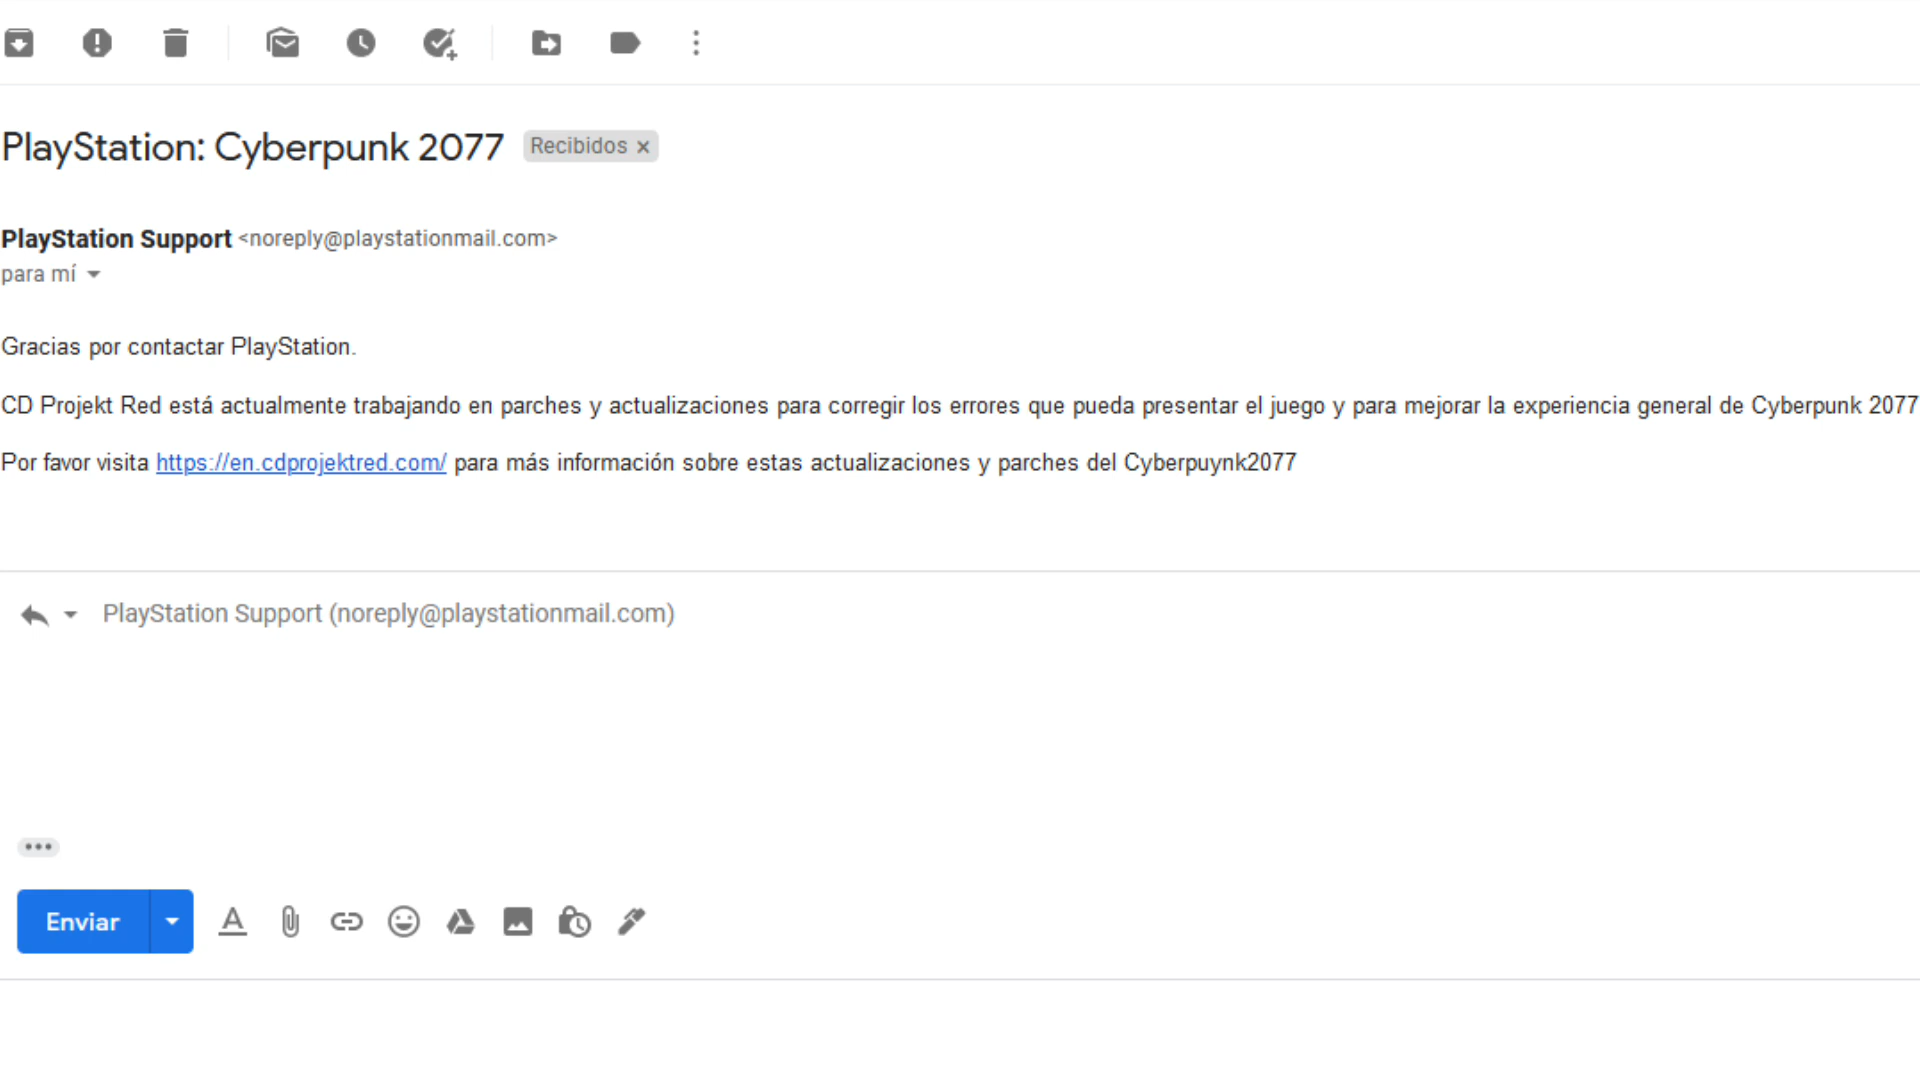 PlayStation: Cyberpunk 2077 Recibidos x
PlayStation Support <noreply@playstationmail.com>
para mí
Gracias por contactar PlayStation.
CD Projekt Red está actualmente trabajando en parches y actualizaciones para corregir los errores que pueda presentar el juego y para mejorar la experiencia general de Cyberpunk 2077
Por favor visita https://en.cdprojektred.com/ para más información sobre estas actualizaciones y parches del Cyberpuynk2077
PlayStation Support (noreply@playstationmail.com)
Enviar